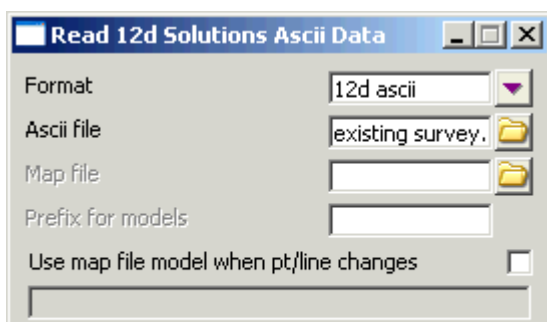 Read 12d Solutions Ascii Data
Format 12d ascii
Ascii file existing survey.
Map file
Prefix for models
Use map file model when pt/line changes